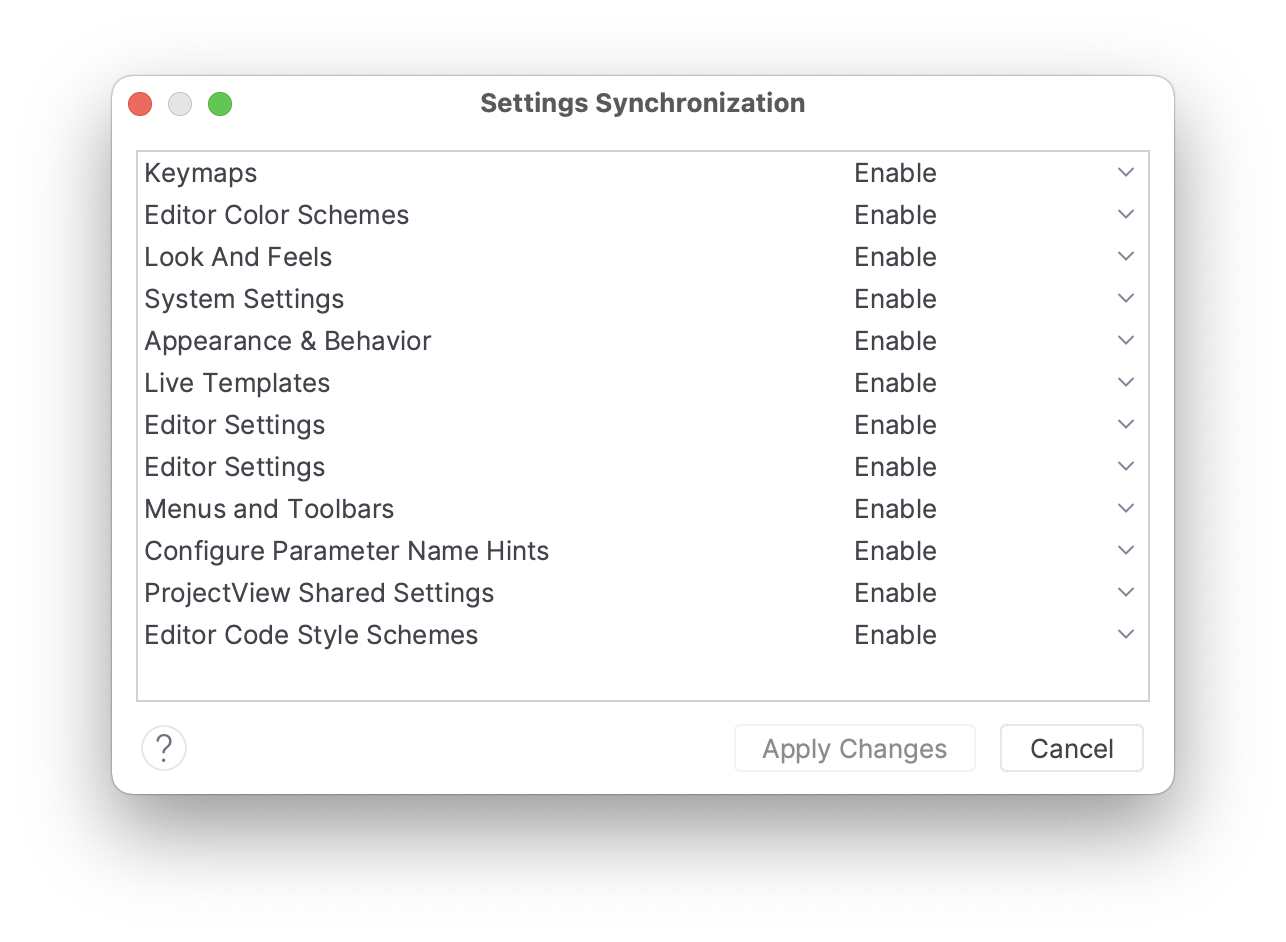 Settings Synchronization
Keymaps Enable
Editor Color Schemes Enable
Look And Feels Enable
System Settings Enable
Appearance & Behavior Enable
Live Templates Enable
Editor Settings Enable
Editor Settings Enable
Menus and Toolbars Enable
Configure Parameter Name Hints Enable
ProjectView Shared Settings Enable
Editor Code Style Schemes Enable
? Apply Changes Cancel